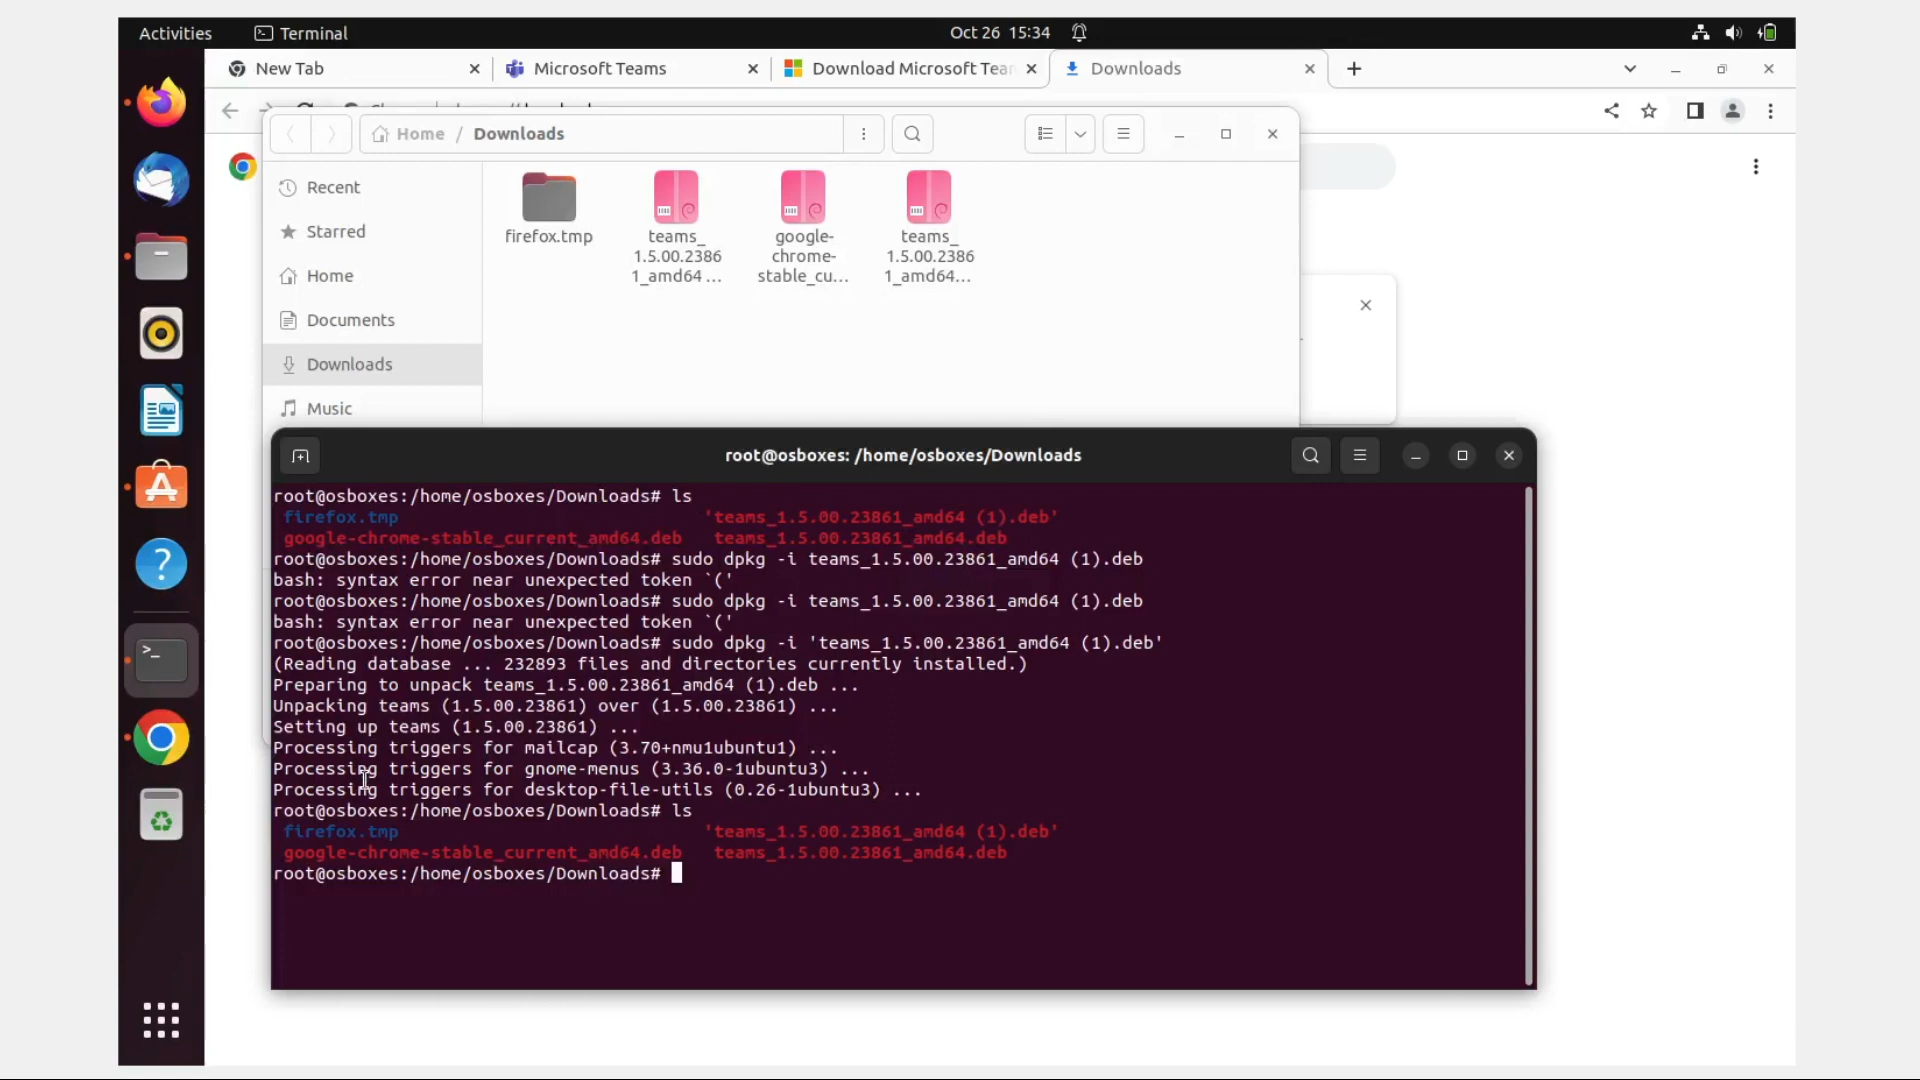 Activities
Terminal
Oct 26 15:34
New Tab
Microsoft Teams
Download Microsoft Tea
Downloads
Home / Downloads
Recent
Starred
Home
Documents
Downloads
Music
firefox.tmp
teams_
1.5.00.2386
1_amd64 ...
google-
chrome-
stable_cu...
teams_
1.5.00.2386
1_amd64...
root@osboxes: /home/osboxes/Downloads
root@osboxes:/home/osboxes/Downloads# ls
firefox.tmp 'teams_1.5.00.23861_amd64 (1).deb'
google-chrome-stable_current_amd64.deb teams_1.5.00.23861_amd64.deb
root@osboxes:/home/osboxes/Downloads# sudo dpkg -i teams_1.5.00.23861_amd64 (1).deb
bash: syntax error near unexpected token `('
root@osboxes:/home/osboxes/Downloads# sudo dpkg -i teams_1.5.00.23861_amd64 (1).deb
bash: syntax error near unexpected token `('
root@osboxes:/home/osboxes/Downloads# sudo dpkg -i 'teams_1.5.00.23861_amd64 (1).deb'
(Reading database ... 232893 files and directories currently installed.)
Preparing to unpack teams_1.5.00.23861_amd64 (1).deb ...
Unpacking teams (1.5.00.23861) over (1.5.00.23861) ...
Setting up teams (1.5.00.23861) ...
Processing triggers for mailcap (3.70+nmu1ubuntu1) ...
Processing triggers for gnome-menus (3.36.0-1ubuntu3) ...
Processing triggers for desktop-file-utils (0.26-1ubuntu3) ...
root@osboxes:/home/osboxes/Downloads# ls
firefox.tmp 'teams_1.5.00.23861_amd64 (1).deb'
google-chrome-stable_current_amd64.deb teams_1.5.00.23861_amd64.deb
root@osboxes:/home/osboxes/Downloads#